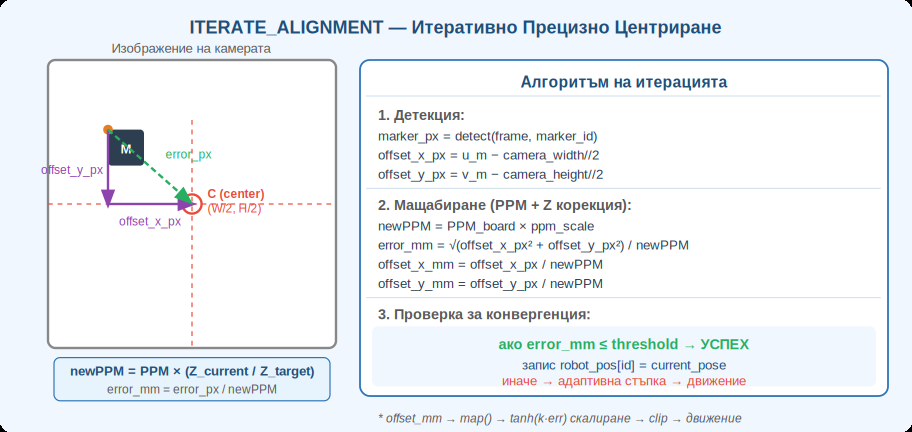 ITERATE_ALIGNMENT — Итеративно Прецизно Центриране
Изображение на камерата
M
error_px
offset_y_px
C (center)
(W/2, H/2)
offset_x_px
newPPM = PPM × (Z_current / Z_target)
error_mm = error_px / newPPM
Алгоритъм на итерацията
1. Детекция:
marker_px = detect(frame, marker_id)
offset_x_px = u_m − camera_width//2
offset_y_px = v_m − camera_height//2
2. Мащабиране (PPM + Z корекция):
newPPM = PPM_board × ppm_scale
error_mm = √(offset_x_px² + offset_y_px²) / newPPM
offset_x_mm = offset_x_px / newPPM
offset_y_mm = offset_y_px / newPPM
3. Проверка за конвергенция:
ако error_mm ≤ threshold → УСПЕХ
запис robot_pos[id] = current_pose
иначе → адаптивна стъпка → движение
* offset_mm → map() → tanh(k·err) скалиране → clip → движение